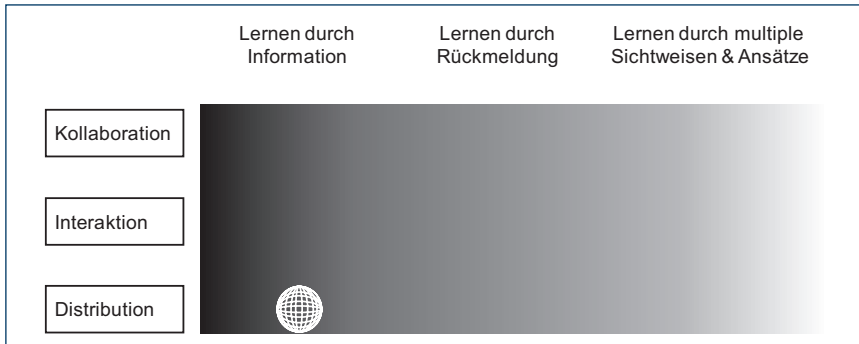 Lernen durch
Information
Lernen durch
Rückmeldung
Lernen durch multiple
Sichtweisen & Ansätze
Kollaboration
Interaktion
Distribution